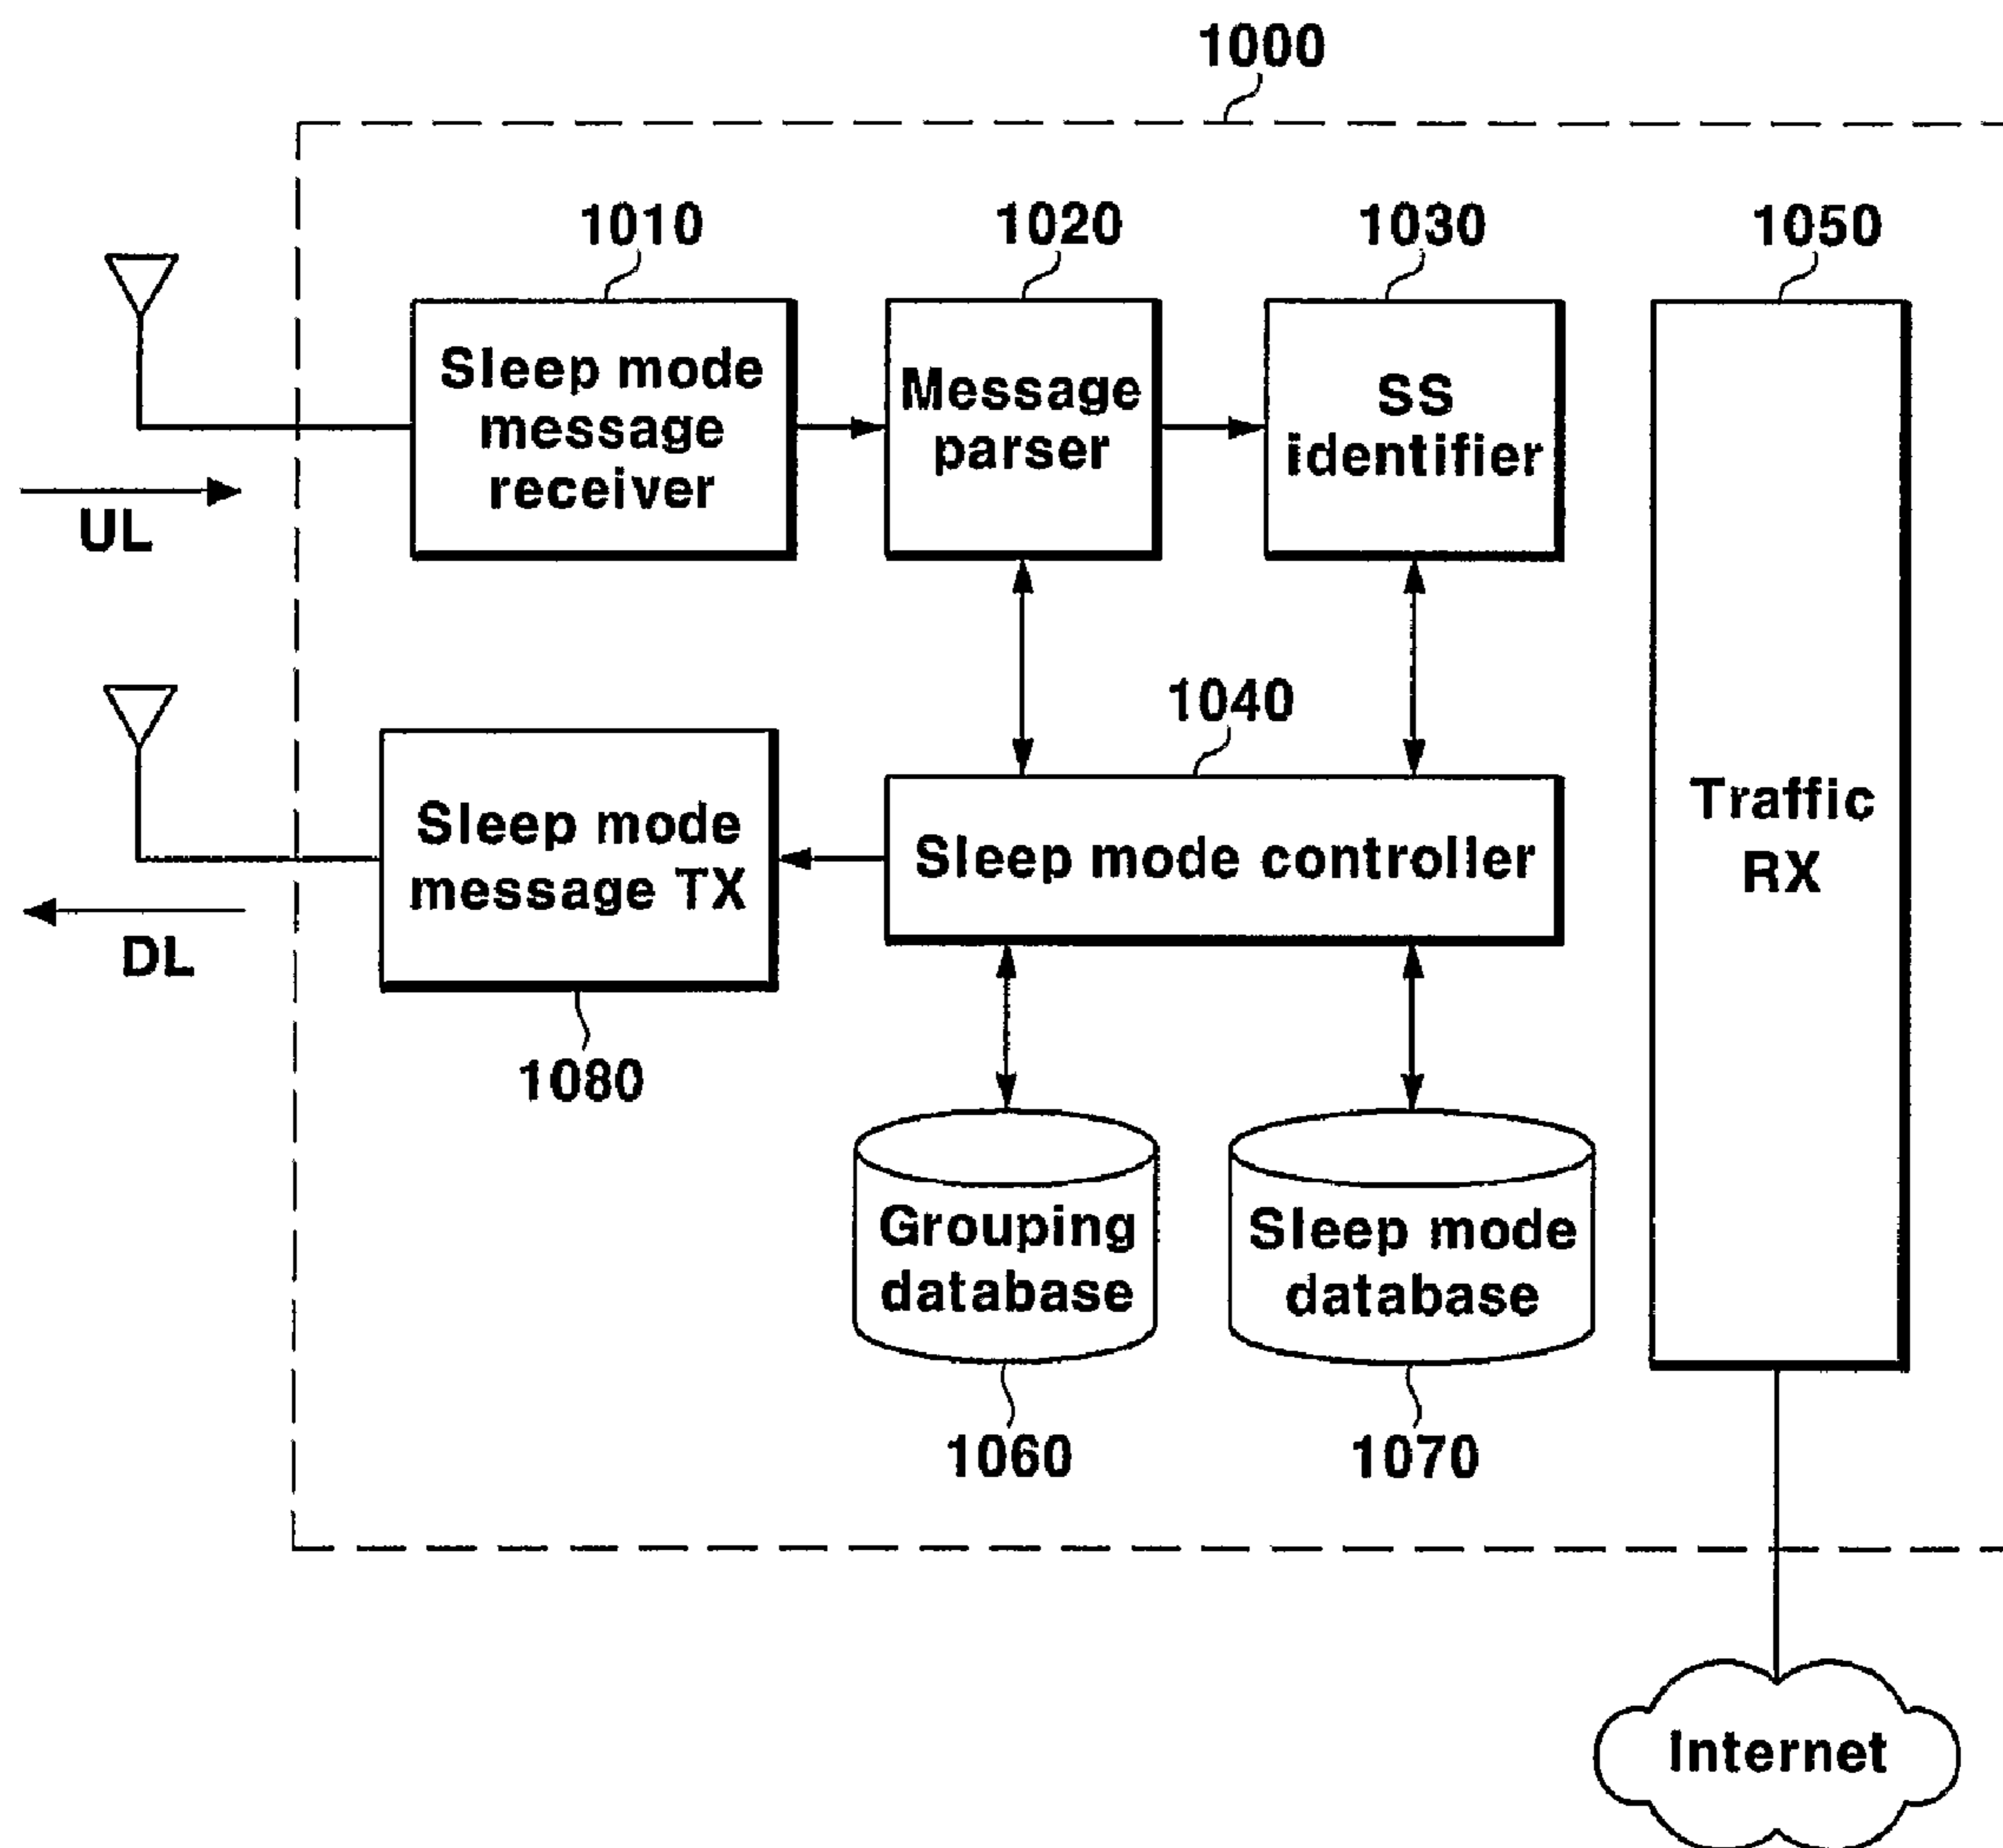 1000
1010
1020
1030
1050
Sleep mode
message
receiver
Message
parser
SS
identifier
UL
1040
Sleep mode
message TX
Sleep mode controller
Traffic
RX
DL
1080
Grouping
database
Sleep mode
database
1060
1070
Internet